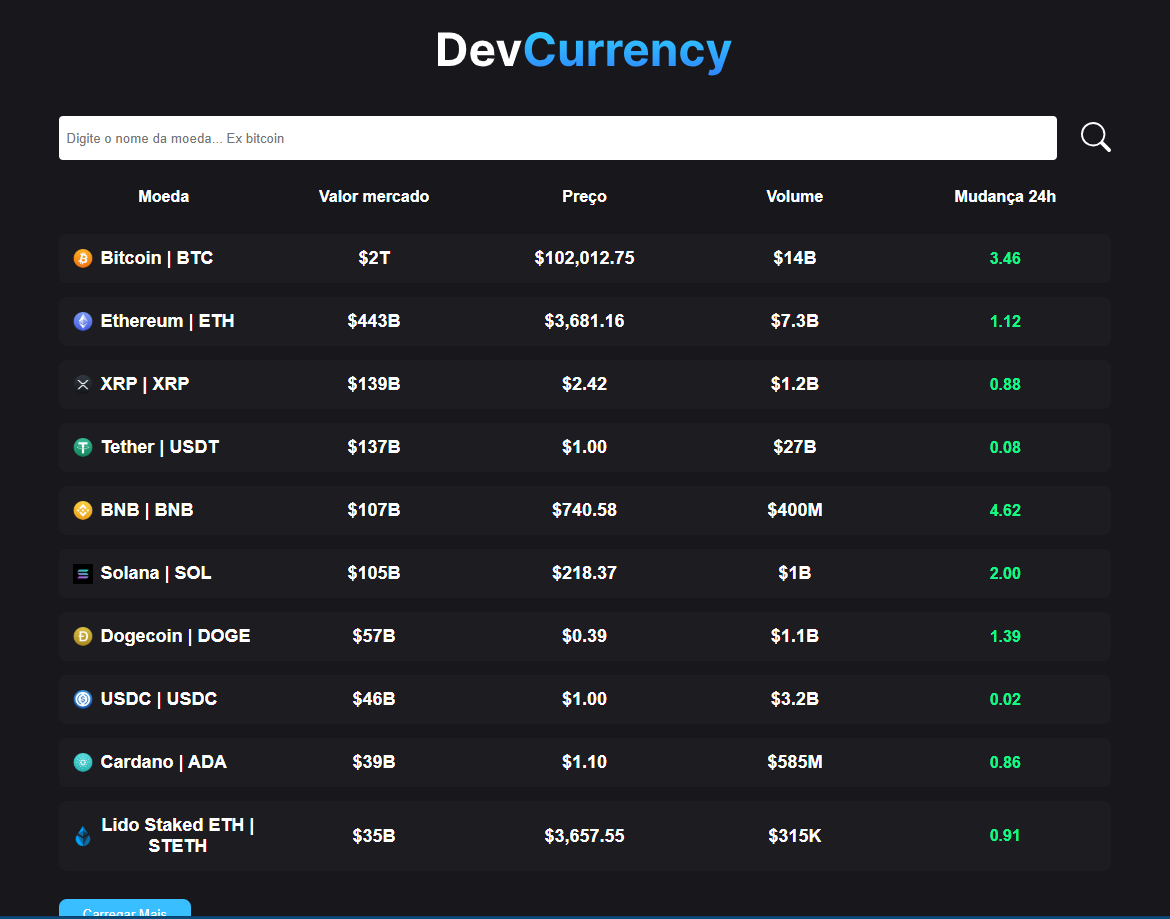 DevCurrency
Digite o nome da moeda... Ex bitcoin
Moeda Valor mercado Preço Volume Mudança 24h
Bitcoin | BTC $2T $102,012.75 $14B 3.46
Ethereum | ETH $443B $3,681.16 $7.3B 1.12
XRP | XRP $139B $2.42 $1.2B 0.88
Tether | USDT $137B $1.00 $27B 0.08
BNB | BNB $107B $740.58 $400M 4.62
Solana | SOL $105B $218.37 $1B 2.00
Dogecoin | DOGE $57B $0.39 $1.1B 1.39
USDC | USDC $46B $1.00 $3.2B 0.02
Cardano | ADA $39B $1.10 $585M 0.86
Lido Staked ETH |
STETH $35B $3,657.55 $315K 0.91
Carregar Mais